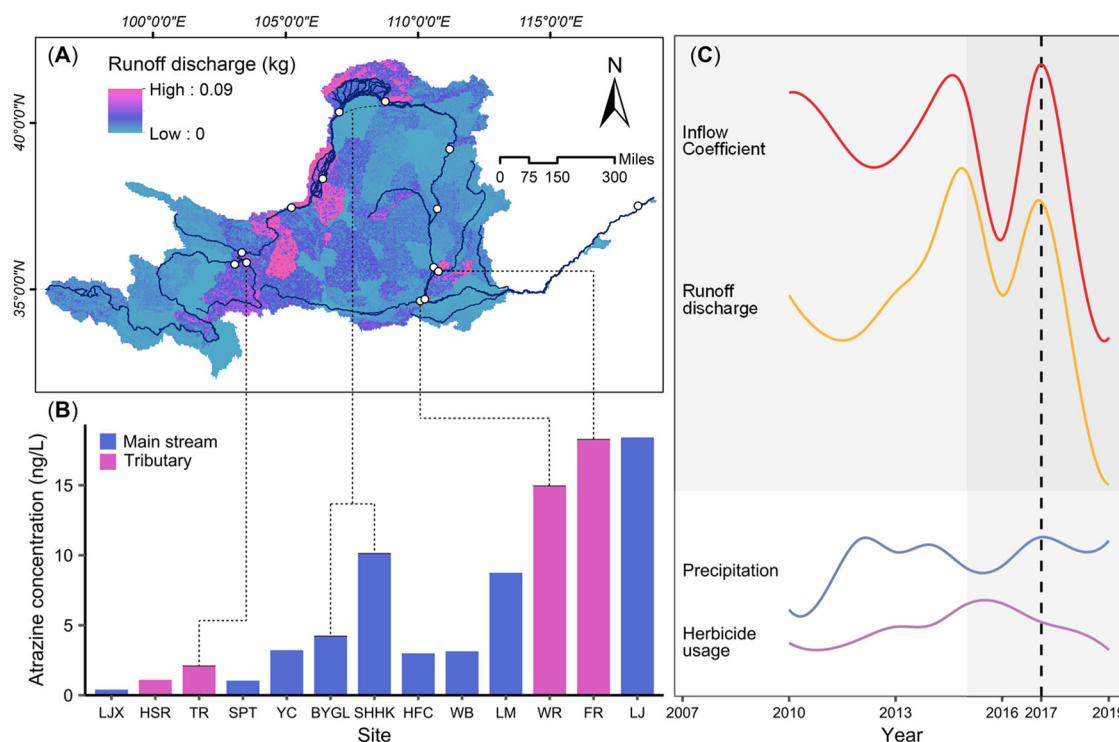 100°0'0"E 105°0'0"E 110°0'0"E 115°0'0"E
(A)
Runoff discharge (kg)
High : 0.09
Low : 0
40°0'0"N
35°0'0"N
N
Miles
0 75 150 300
(B)
Main stream
Tributary
Atrazine concentration (ng/L)
15
10
5
0
LJX HSR TR SPT YC BYGL SHHK HFC WB LM WR FR LJ
Site
(C)
Inflow
Coefficient
Runoff
discharge
Precipitation
Herbicide
usage
2007 2010 2013 2016 2017 2019
Year